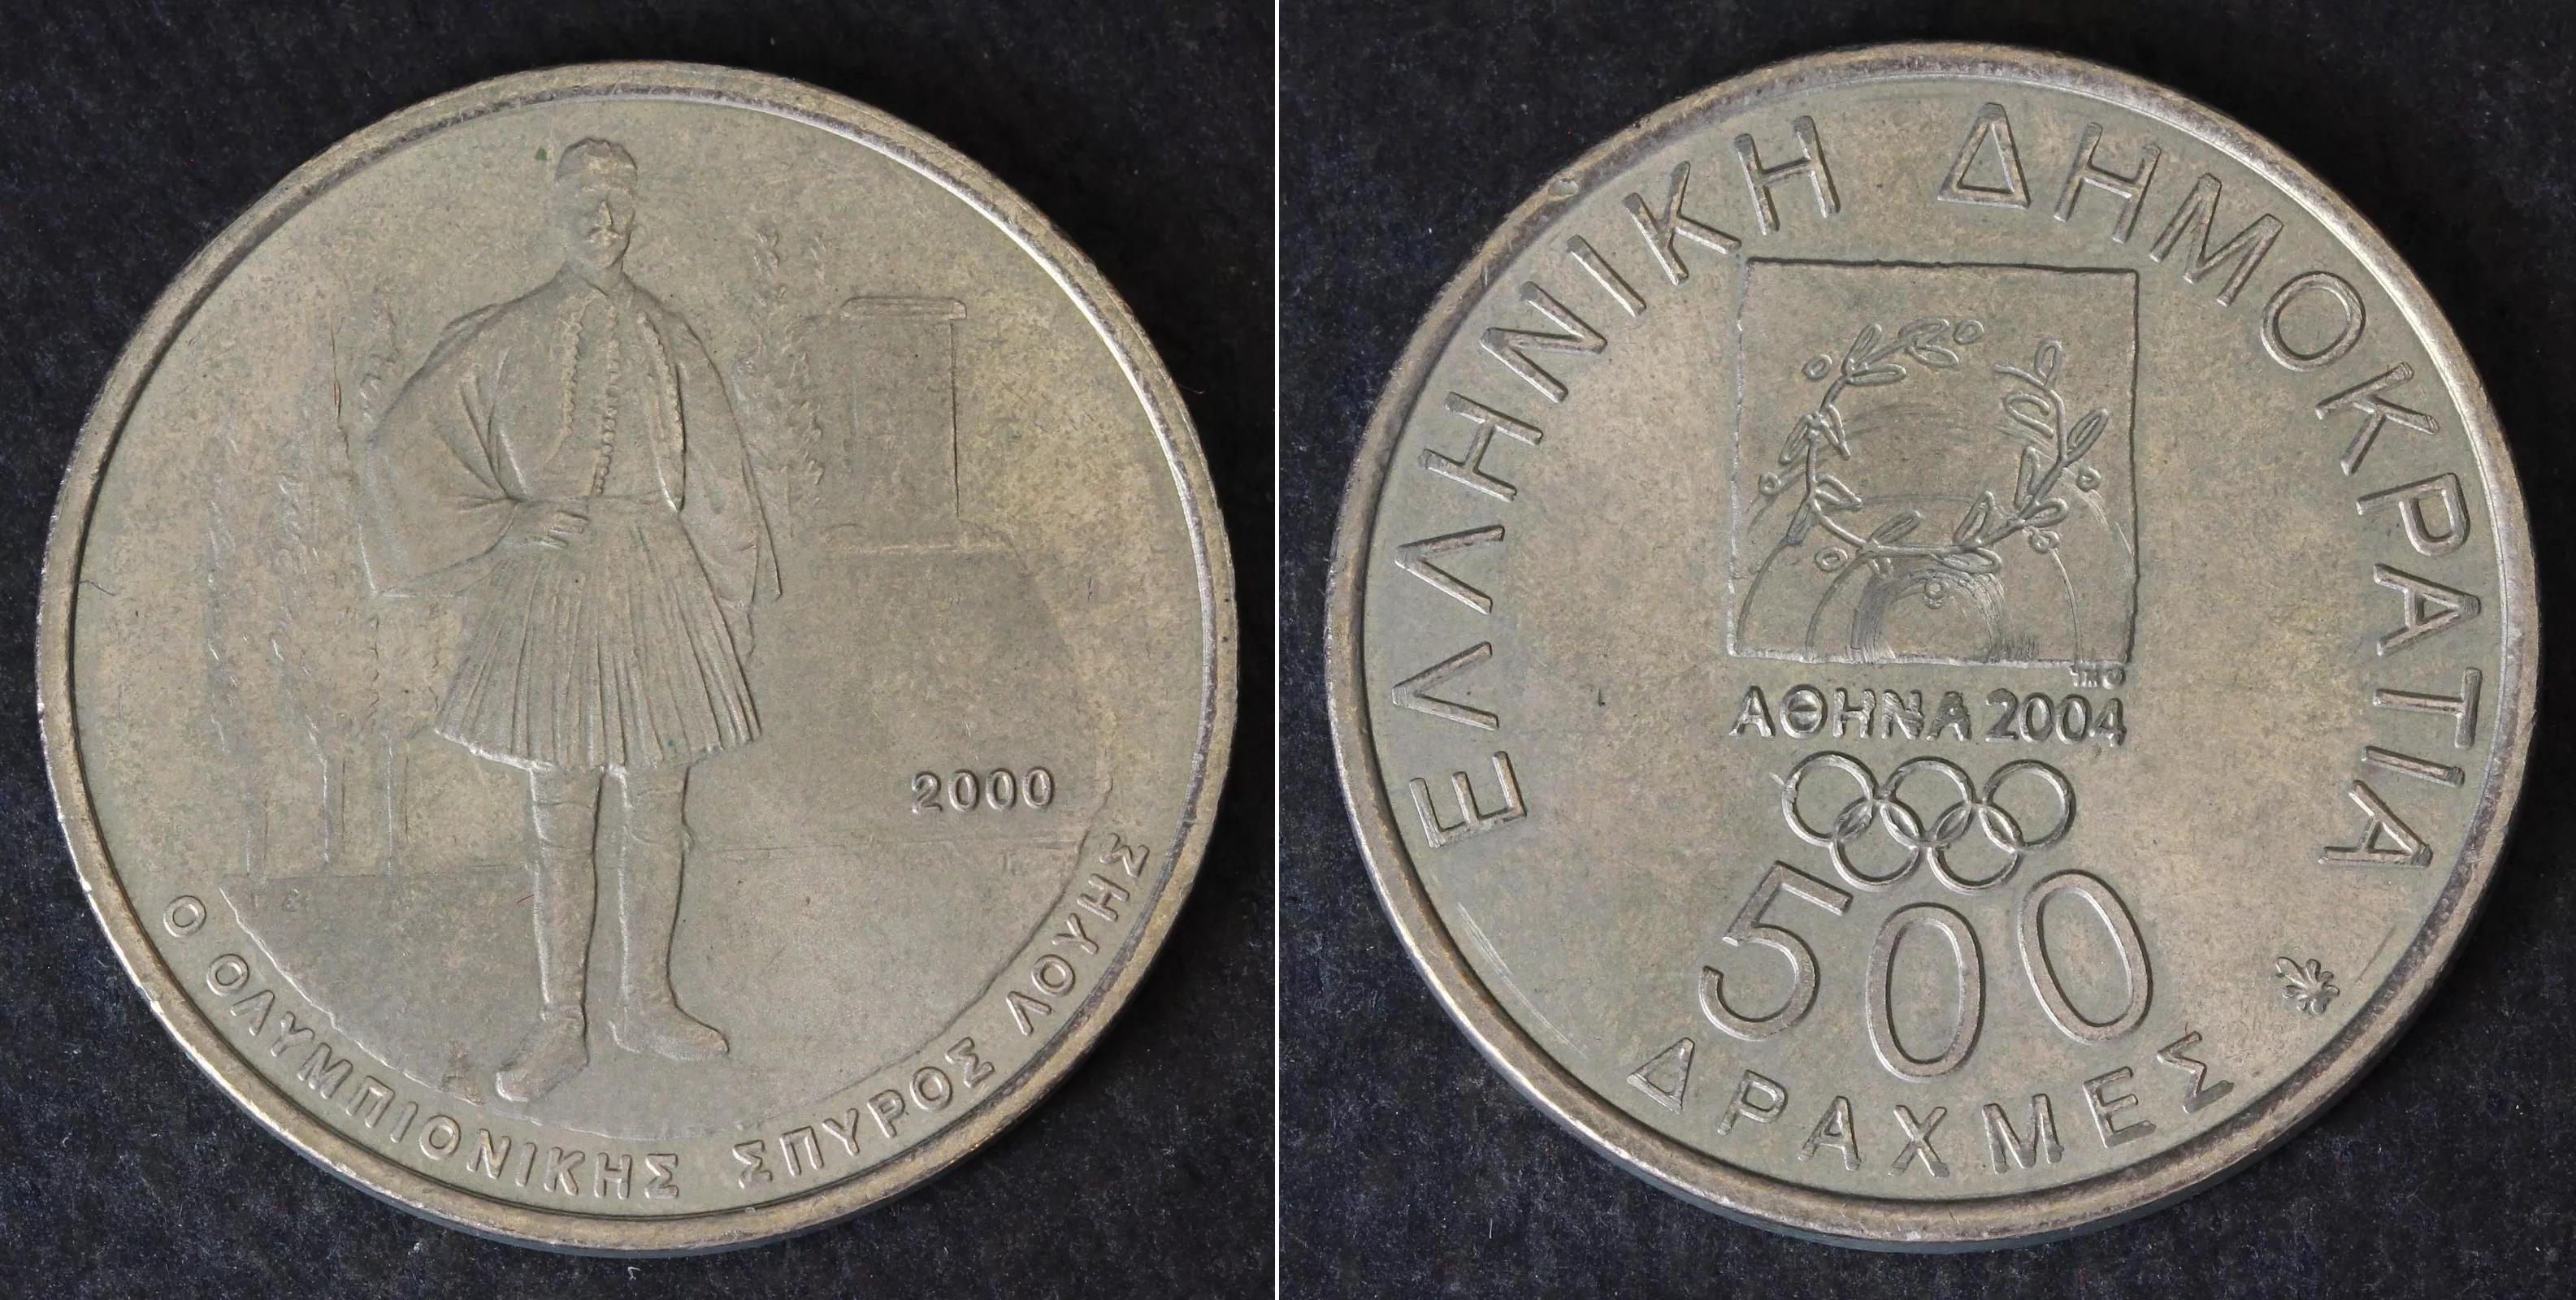 2000
Ο ΟΛΥΜΠΙΟΝΙΚΗΣ ΣΠΥΡΟΣ ΛΟΥΗΣ
ΕΛΛΗΝΙΚΗ ΔΗΜΟΚΡΑΤΙΑ
ΑΘΗΝΑ 2004
500
ΔΡΑΧΜΕΣ